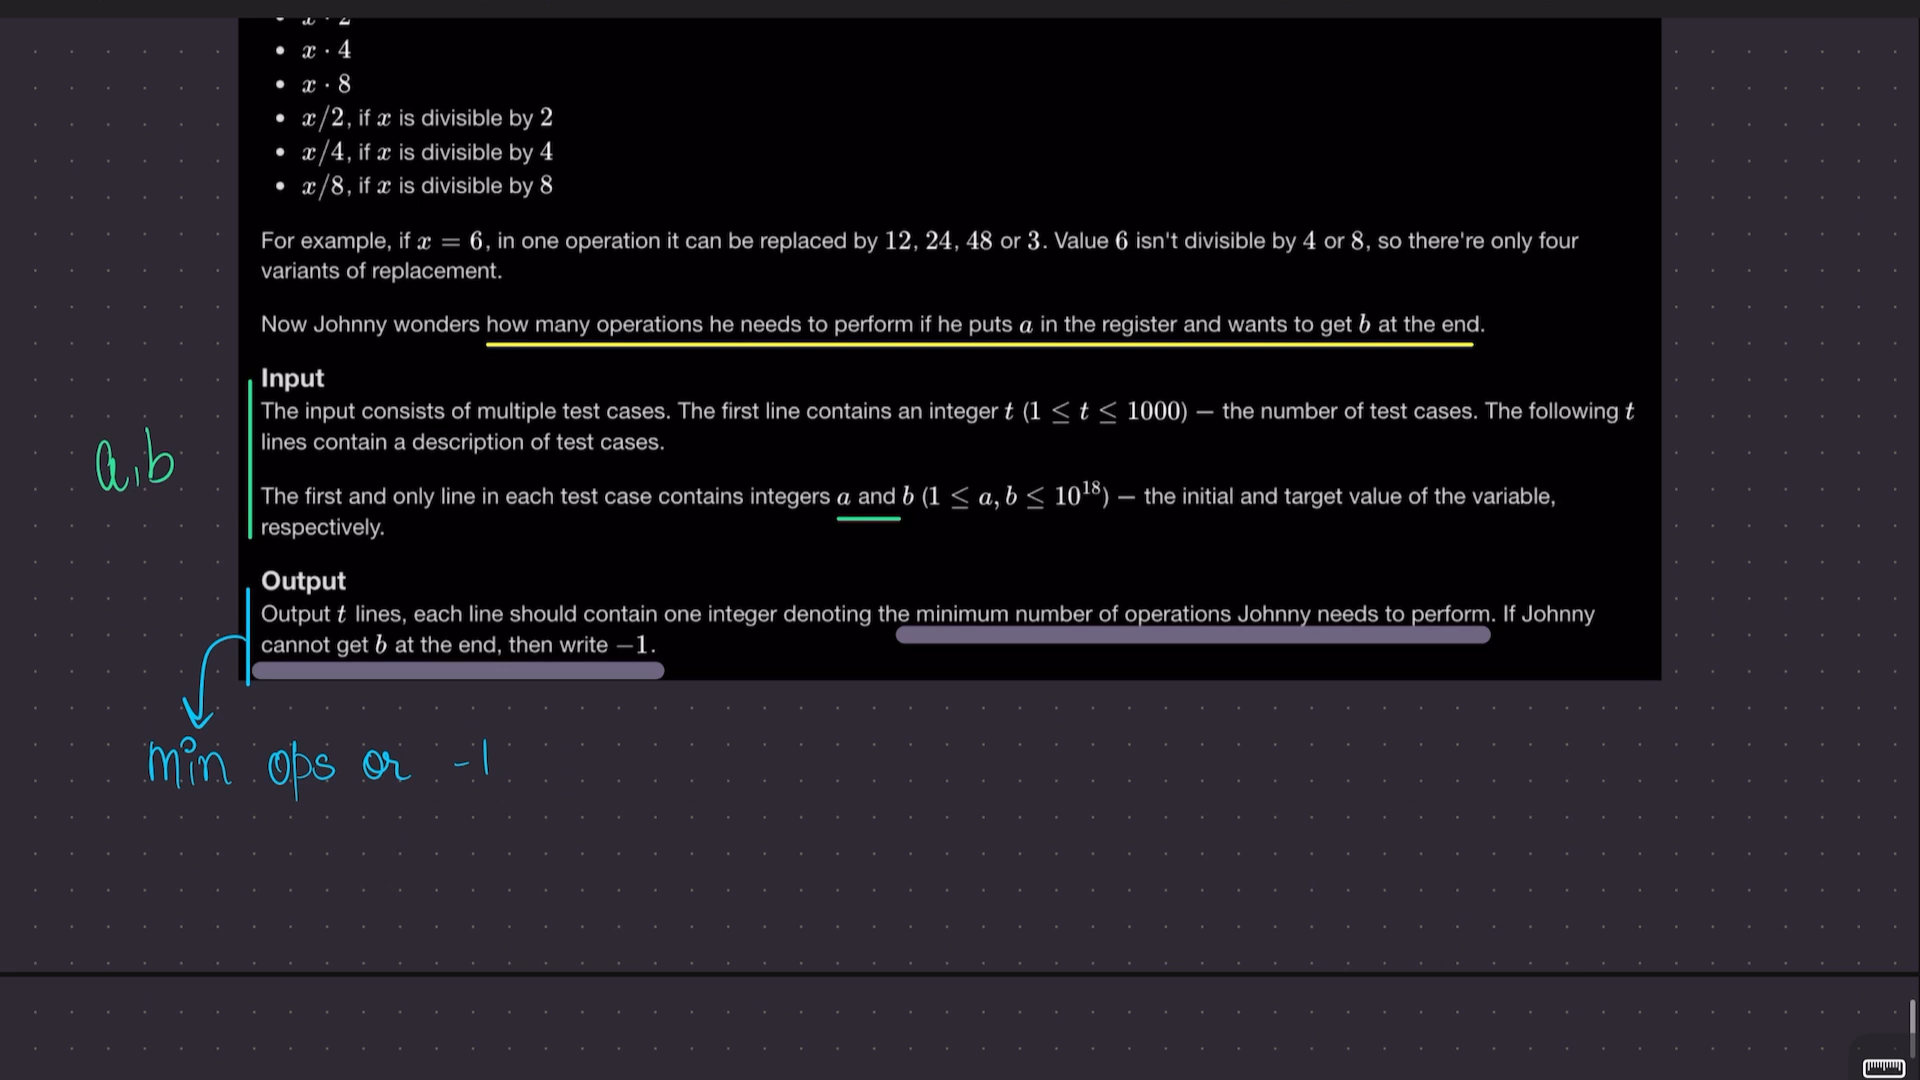 • x · 2
• x · 4
• x · 8
• x/2, if x is divisible by 2
• x/4, if x is divisible by 4
• x/8, if x is divisible by 8
For example, if x = 6, in one operation it can be replaced by 12, 24, 48 or 3. Value 6 isn't divisible by 4 or 8, so there're only four
variants of replacement.
Now Johnny wonders how many operations he needs to perform if he puts a in the register and wants to get b at the end.
Input
The input consists of multiple test cases. The first line contains an integer t (1 ≤ t ≤ 1000) — the number of test cases. The following t
lines contain a description of test cases.
a,b
The first and only line in each test case contains integers a and b (1 ≤ a, b ≤ 10¹⁸) — the initial and target value of the variable,
respectively.
Output
Output t lines, each line should contain one integer denoting the minimum number of operations Johnny needs to perform. If Johnny
cannot get b at the end, then write −1.
min ops or -1